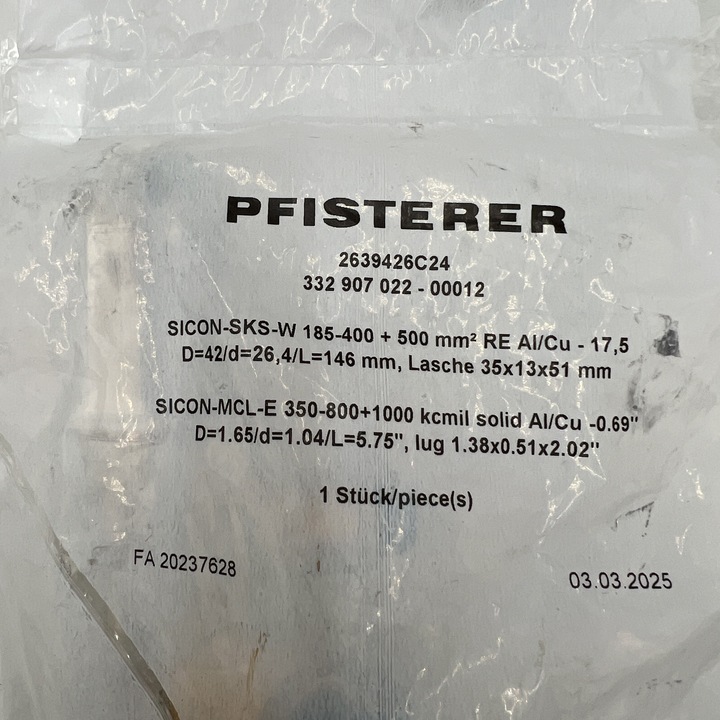 PFISTERER
2639426C24
332 907 022 - 00012
SICON-SKS-W 185-400 + 500 mm² RE Al/Cu - 17,5
D=42/d=26,4/L=146 mm, Lasche 35x13x51 mm
SICON-MCL-E 350-800+1000 kcmil solid Al/Cu -0.69"
D=1.65/d=1.04/L=5.75", lug 1.38x0.51x2.02"
1 Stück/piece(s)
FA 20237628
03.03.2025